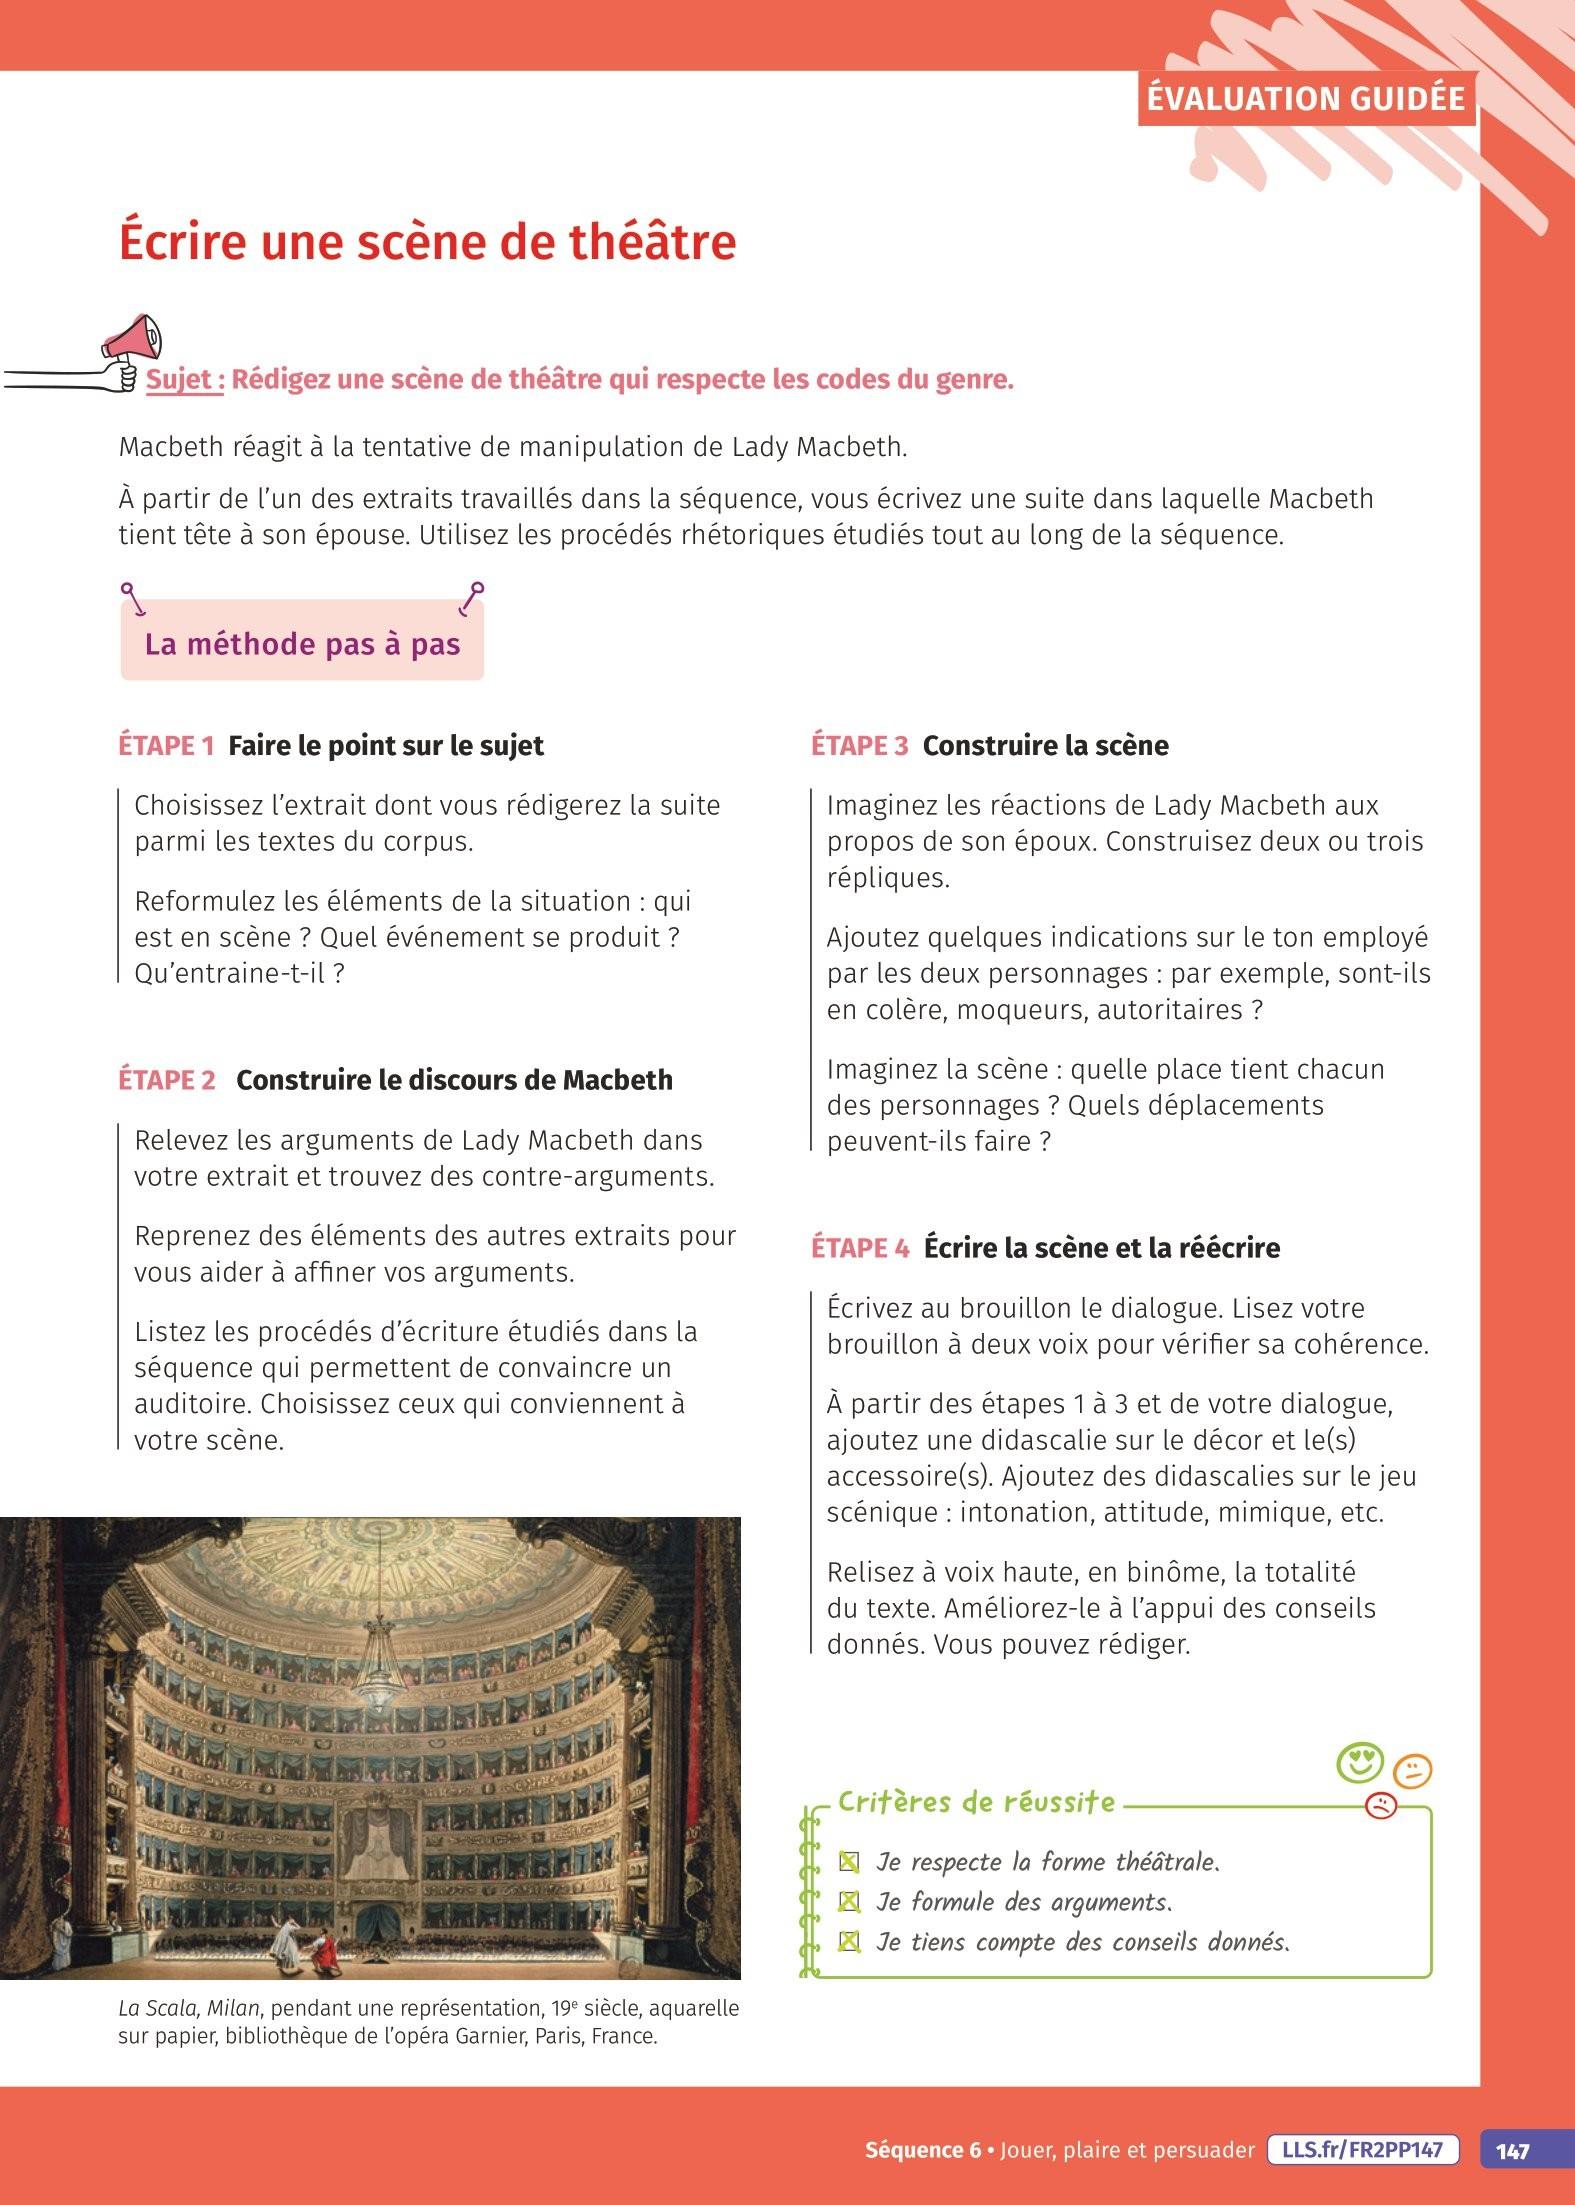 ÉVALUATION GUIDÉE
Écrire une scène de théâtre
Sujet : Rédigez une scène de théâtre qui respecte les codes du genre.
Macbeth réagit à la tentative de manipulation de Lady Macbeth.
À partir de l'un des extraits travaillés dans la séquence, vous écrivez une suite dans laquelle Macbeth
tient tête à son épouse. Utilisez les procédés rhétoriques étudiés tout au long de la séquence.
La méthode pas à pas
ÉTAPE 1 Faire le point sur le sujet
Choisissez l'extrait dont vous rédigerez la suite
parmi les textes du corpus.
Reformulez les éléments de la situation : qui
est en scène ? Quel événement se produit ?
Qu'entraine-t-il ?
ÉTAPE 2 Construire le discours de Macbeth
Relevez les arguments de Lady Macbeth dans
votre extrait et trouvez des contre-arguments.
Reprenez des éléments des autres extraits pour
vous aider à affiner vos arguments.
Listez les procédés d'écriture étudiés dans la
séquence qui permettent de convaincre un
auditoire. Choisissez ceux qui conviennent à
votre scène.
La Scala, Milan, pendant une représentation, 19e siècle, aquarelle
sur papier, bibliothèque de l'opéra Garnier, Paris, France.
ÉTAPE 3 Construire la scène
Imaginez les réactions de Lady Macbeth aux
propos de son époux. Construisez deux ou trois
répliques.
Ajoutez quelques indications sur le ton employé
par les deux personnages : par exemple, sont-ils
en colère, moqueurs, autoritaires ?
Imaginez la scène : quelle place tient chacun
des personnages ? Quels déplacements
peuvent-ils faire ?
ÉTAPE 4 Écrire la scène et la réécrire
Écrivez au brouillon le dialogue. Lisez votre
brouillon à deux voix pour vérifier sa cohérence.
À partir des étapes 1 à 3 et de votre dialogue,
ajoutez une didascalie sur le décor et le(s)
accessoire(s). Ajoutez des didascalies sur le jeu
scénique : intonation, attitude, mimique, etc.
Relisez à voix haute, en binôme, la totalité
du texte. Améliorez-le à l'appui des conseils
donnés. Vous pouvez rédiger.
Critères de réussite
Je respecte la forme théâtrale.
Je formule des arguments.
Je tiens compte des conseils donnés.
Séquence 6 • Jouer, plaire et persuader LLS.fr/FR2PP147 147